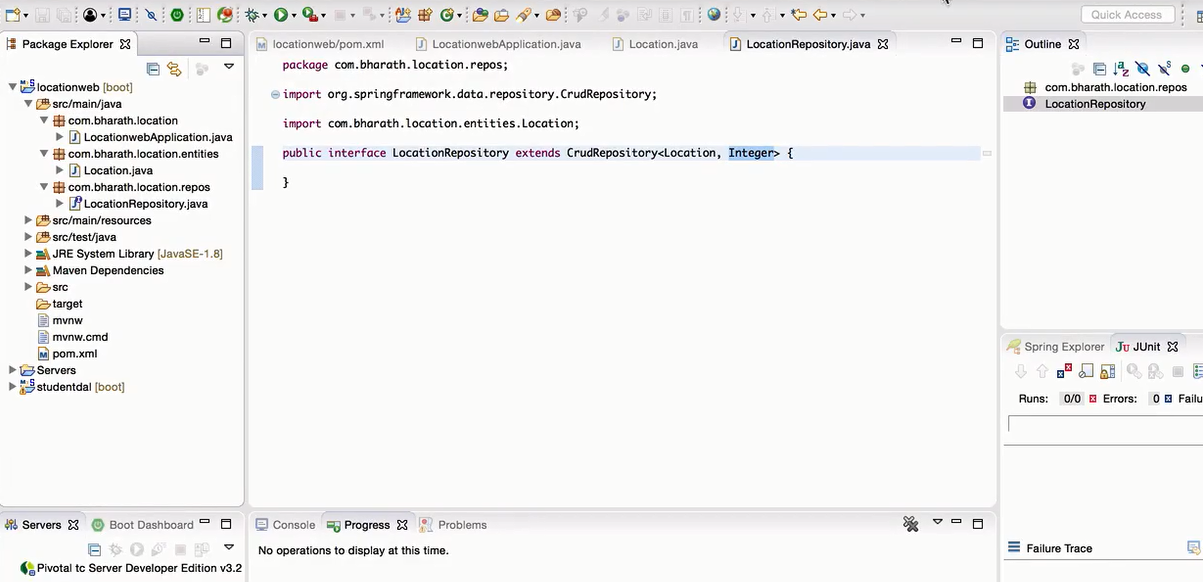 Quick Access
Package Explorer
locationweb [boot]
src/main/java
com.bharath.location
LocationwebApplication.java
com.bharath.location.entities
Location.java
com.bharath.location.repos
LocationRepository.java
src/main/resources
src/test/java
JRE System Library [JavaSE-1.8]
Maven Dependencies
src
target
mvnw
mvnw.cmd
pom.xml
Servers
studentdal [boot]
locationweb/pom.xml LocationwebApplication.java Location.java LocationRepository.java
package com.bharath.location.repos;
import org.springframework.data.repository.CrudRepository;
import com.bharath.location.entities.Location;
public interface LocationRepository extends CrudRepository<Location, Integer> {
}
Outline
com.bharath.location.repos
LocationRepository
Spring Explorer JUnit
Runs: 0/0 Errors: 0 Failu
Failure Trace
Servers Boot Dashboard
Pivotal tc Server Developer Edition v3.2
Console Progress Problems
No operations to display at this time.